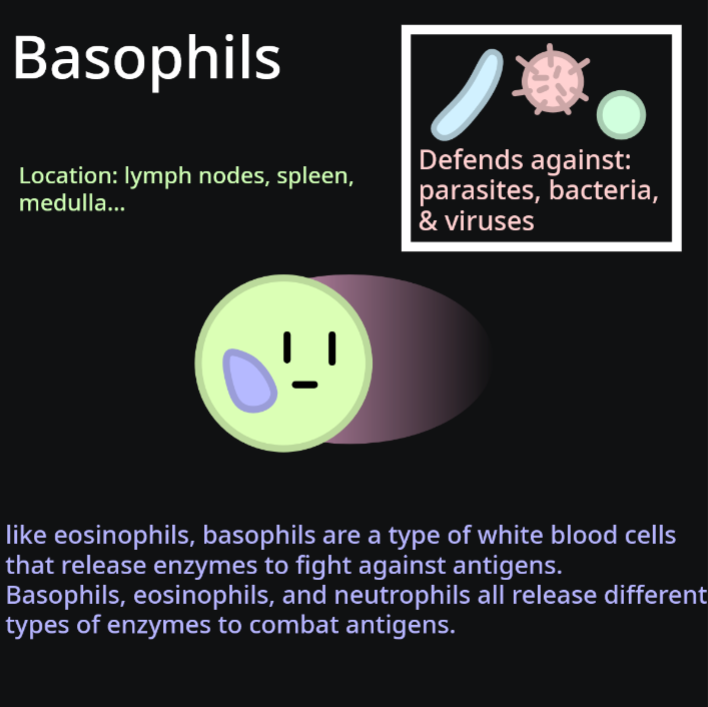 Basophils
Location: lymph nodes, spleen,
medulla...
Defends against:
parasites, bacteria,
& viruses
like eosinophils, basophils are a type of white blood cells
that release enzymes to fight against antigens.
Basophils, eosinophils, and neutrophils all release different
types of enzymes to combat antigens.